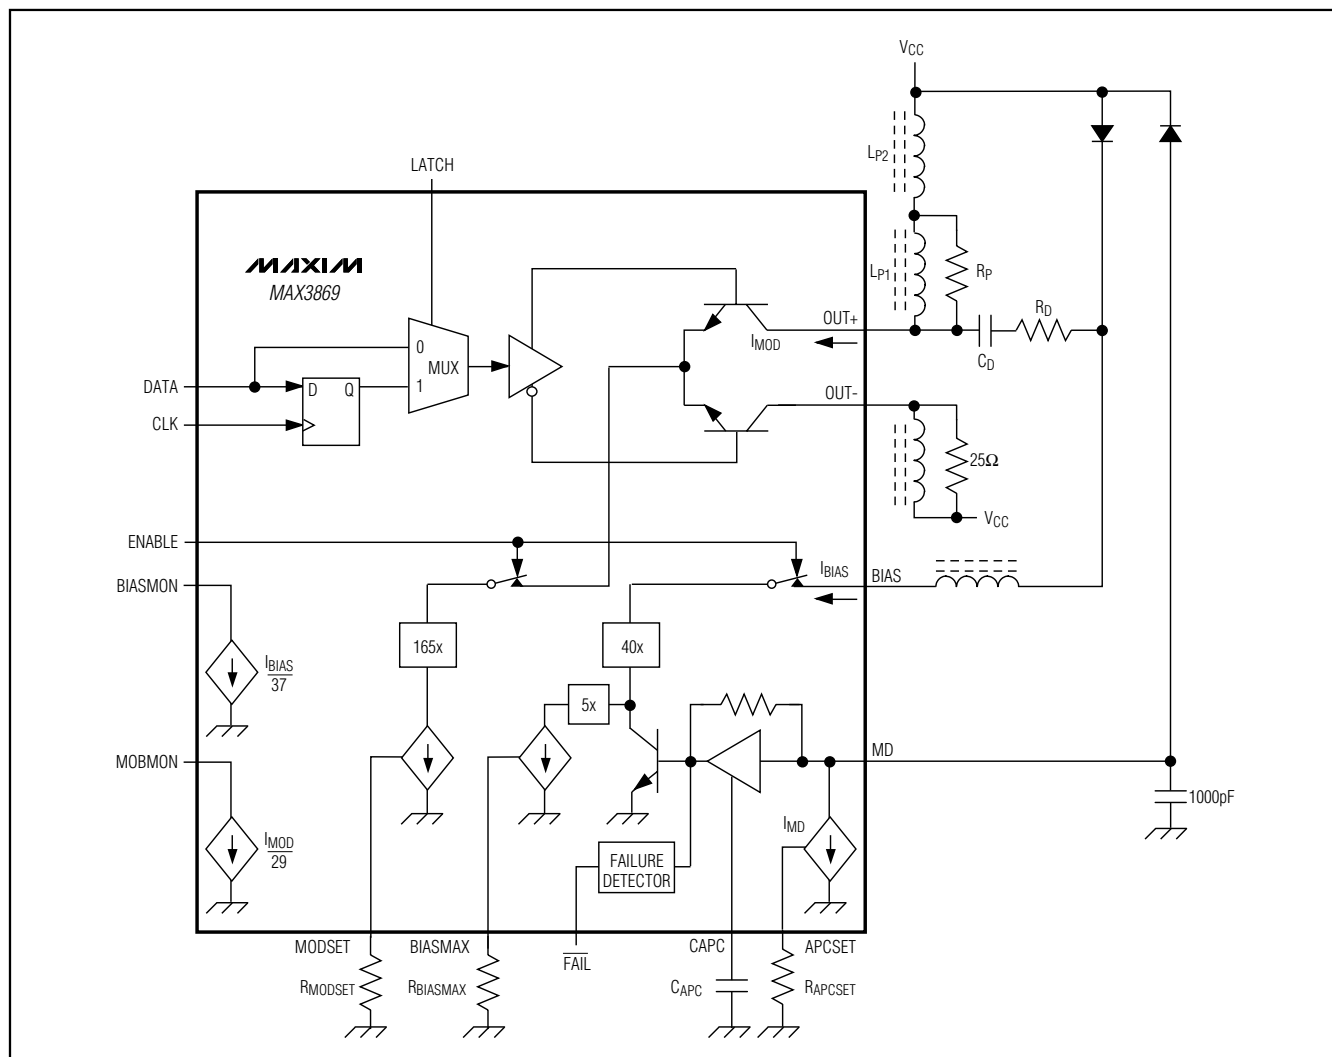 VCC
LP2
LATCH
MAXIM
MAX3869
LP1
RP
OUT+
RD
IMOD
CD
0
MUX
1
DATA
D
Q
CLK
OUT-
25Ω
VCC
ENABLE
BIASMON
IBIAS
BIAS
165x
40x
IBIAS
37
5x
MOBMON
MD
1000pF
IMD
IMOD
29
FAILURE
DETECTOR
MODSET
BIASMAX
FAIL
CAPC
APCSET
RMODSET
RBIASMAX
CAPC
RAPCSET